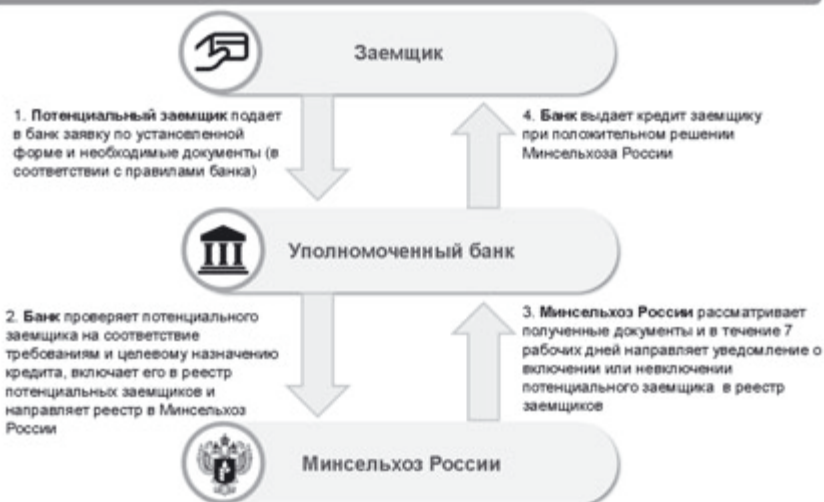 Заемщик
1. Потенциальный заемщик подает
в банк заявку по установленной
форме и необходимые документы (в
соответствии с правилами банка)
4. Банк выдает кредит заемщику
при положительном решении
Минсельхоза России
Уполномоченный банк
2. Банк проверяет потенциального
заемщика на соответствие
требованиям и целевому назначению
кредита, включает его в реестр
потенциальных заемщиков и
направляет реестр в Минсельхоз
России
3. Минсельхоз России рассматривает
полученные документы и в течение 7
рабочих дней направляет уведомление о
включении или невключении
потенциального заемщика в реестр
заемщиков
Минсельхоз России